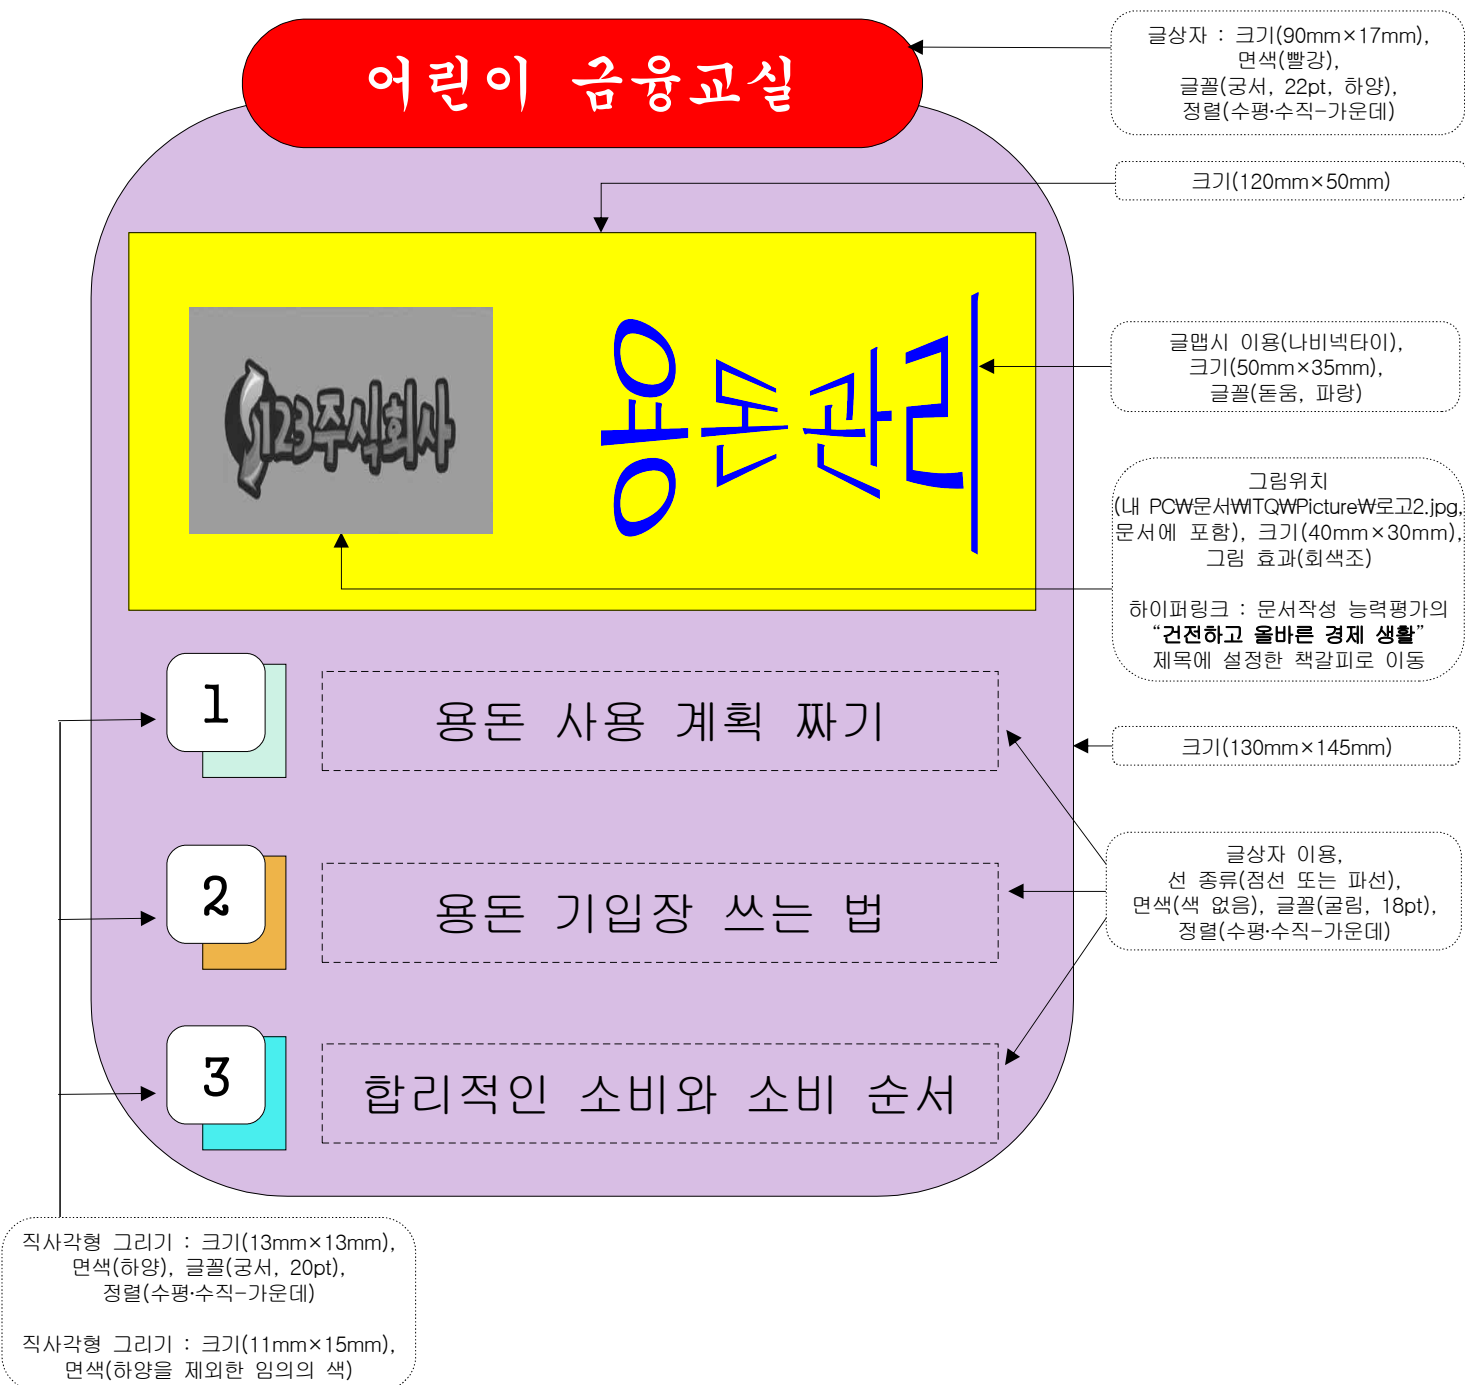 어린이 금융교실
글상자 : 크기(90mm×17mm),
면색(빨강),
글꼴(궁서, 22pt, 하양),
정렬(수평·수직-가운데)
크기(120mm×50mm)
123주식회사
용돈관리
글맵시 이용(나비넥타이),
크기(50mm×35mm),
글꼴(돋움, 파랑)
그림위치
(내 PC₩문서₩ITQ₩Picture₩로고2.jpg,
문서에 포함), 크기(40mm×30mm),
그림 효과(회색조)
하이퍼링크 : 문서작성 능력평가의
“건전하고 올바른 경제 생활”
제목에 설정한 책갈피로 이동
1
용돈 사용 계획 짜기
크기(130mm×145mm)
2
용돈 기입장 쓰는 법
글상자 이용,
선 종류(점선 또는 파선),
면색(색 없음), 글꼴(굴림, 18pt),
정렬(수평·수직-가운데)
3
합리적인 소비와 소비 순서
직사각형 그리기 : 크기(13mm×13mm),
면색(하양), 글꼴(궁서, 20pt),
정렬(수평·수직-가운데)
직사각형 그리기 : 크기(11mm×15mm),
면색(하양을 제외한 임의의 색)